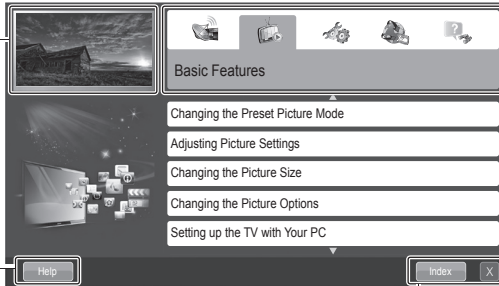 Basic Features
Changing the Preset Picture Mode
Adjusting Picture Settings
Changing the Picture Size
Changing the Picture Options
Setting up the TV with Your PC
Help
Index
X